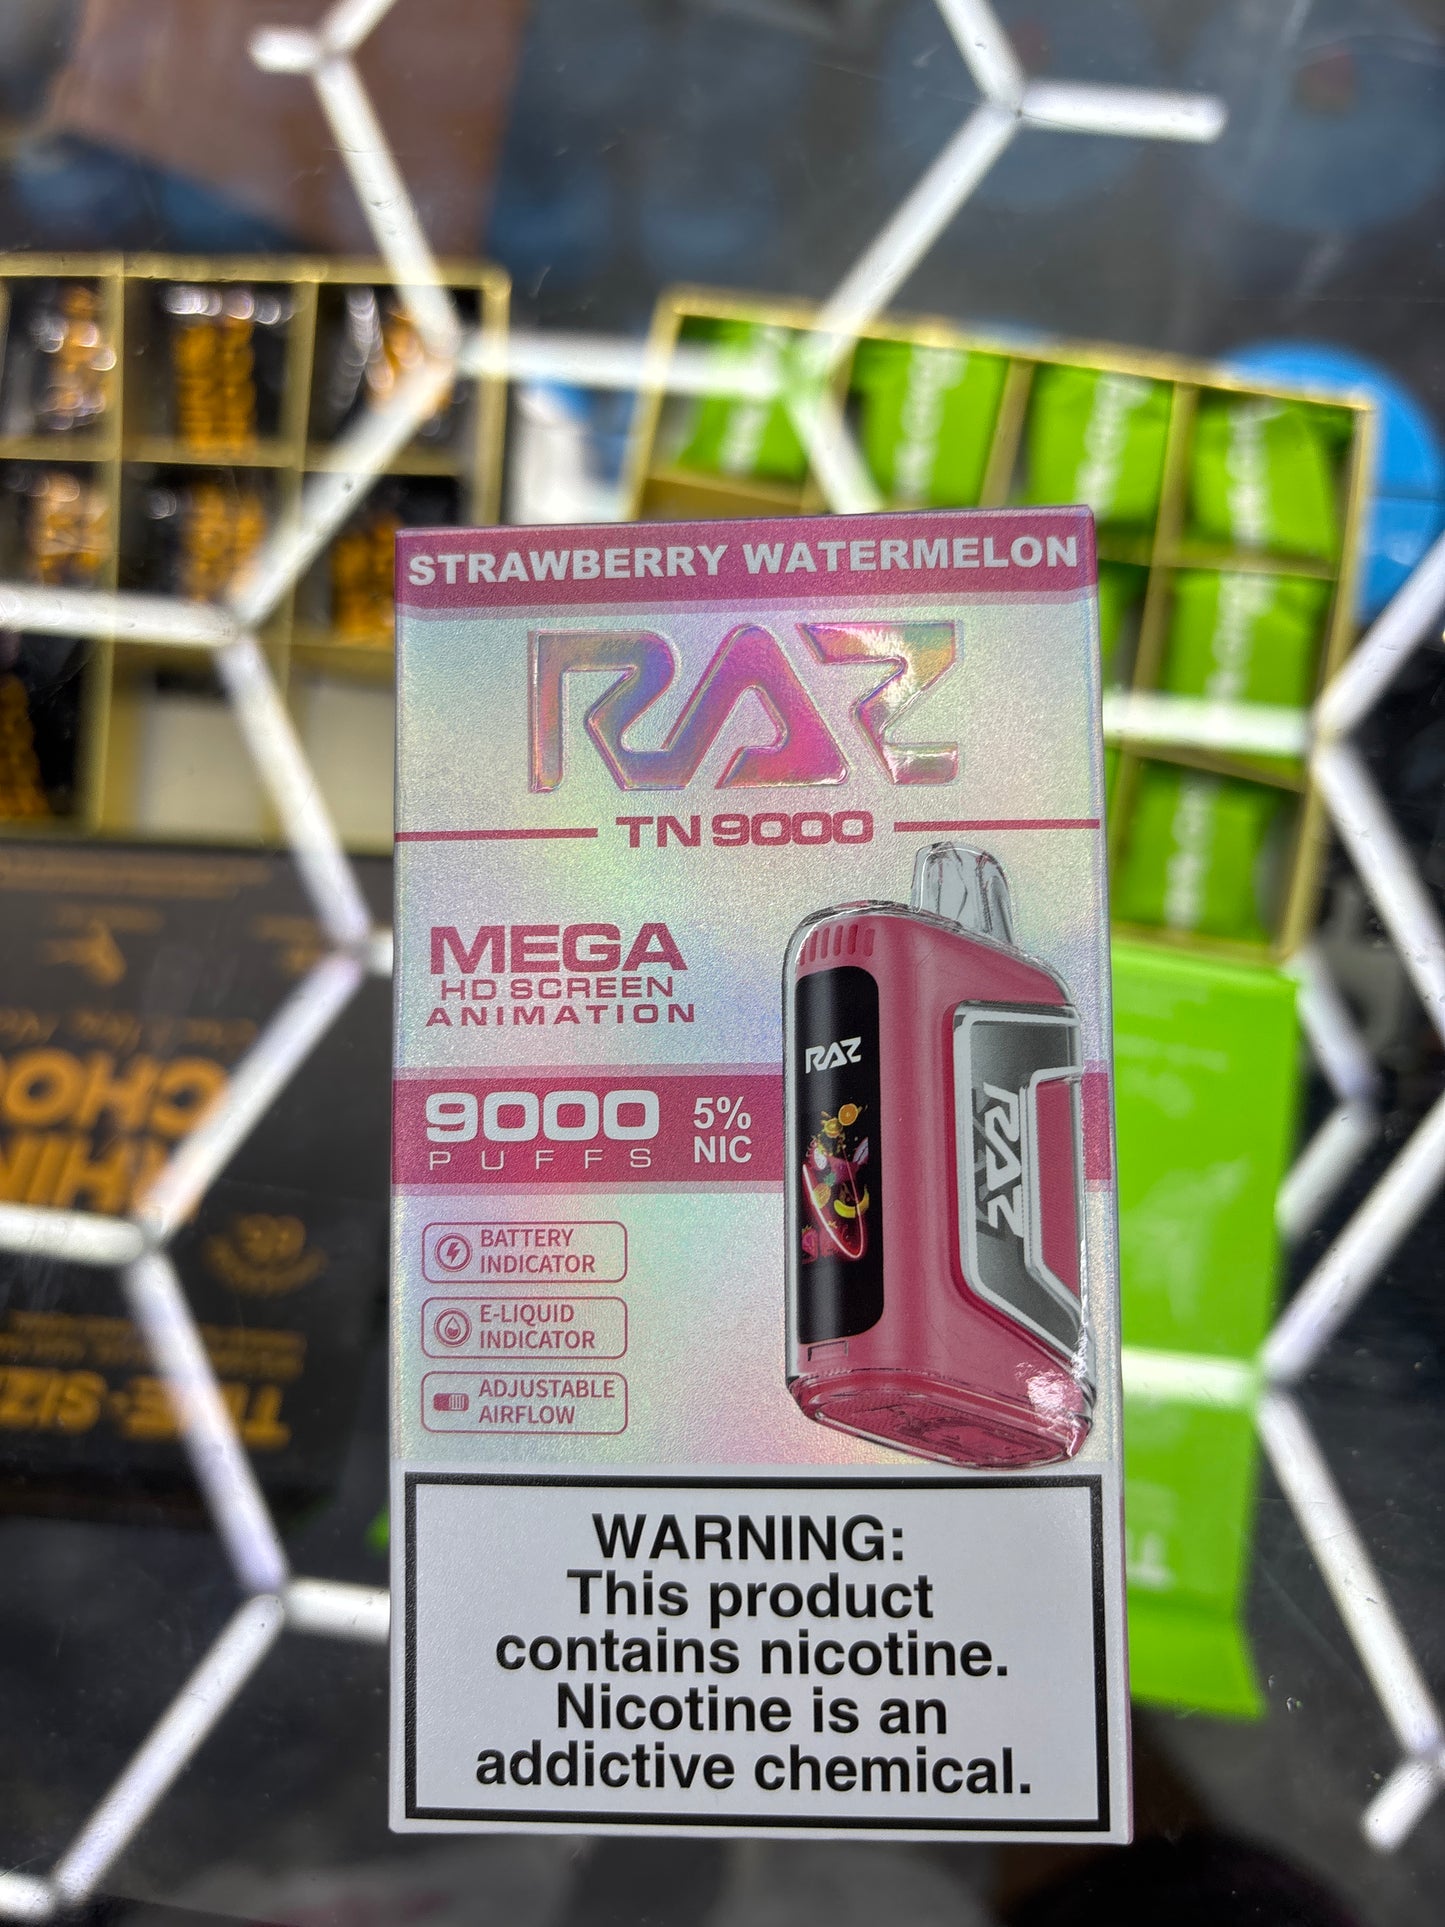 STRAWBERRY WATERMELON
RAZ
TN 9000
MEGA
HD SCREEN
ANIMATION
9000
PUFFS
5%
NIC
BATTERY
INDICATOR
E-LIQUID
INDICATOR
ADJUSTABLE
AIRFLOW
RAZ
RAZ
WARNING:
This product
contains nicotine.
Nicotine is an
addictive chemical.